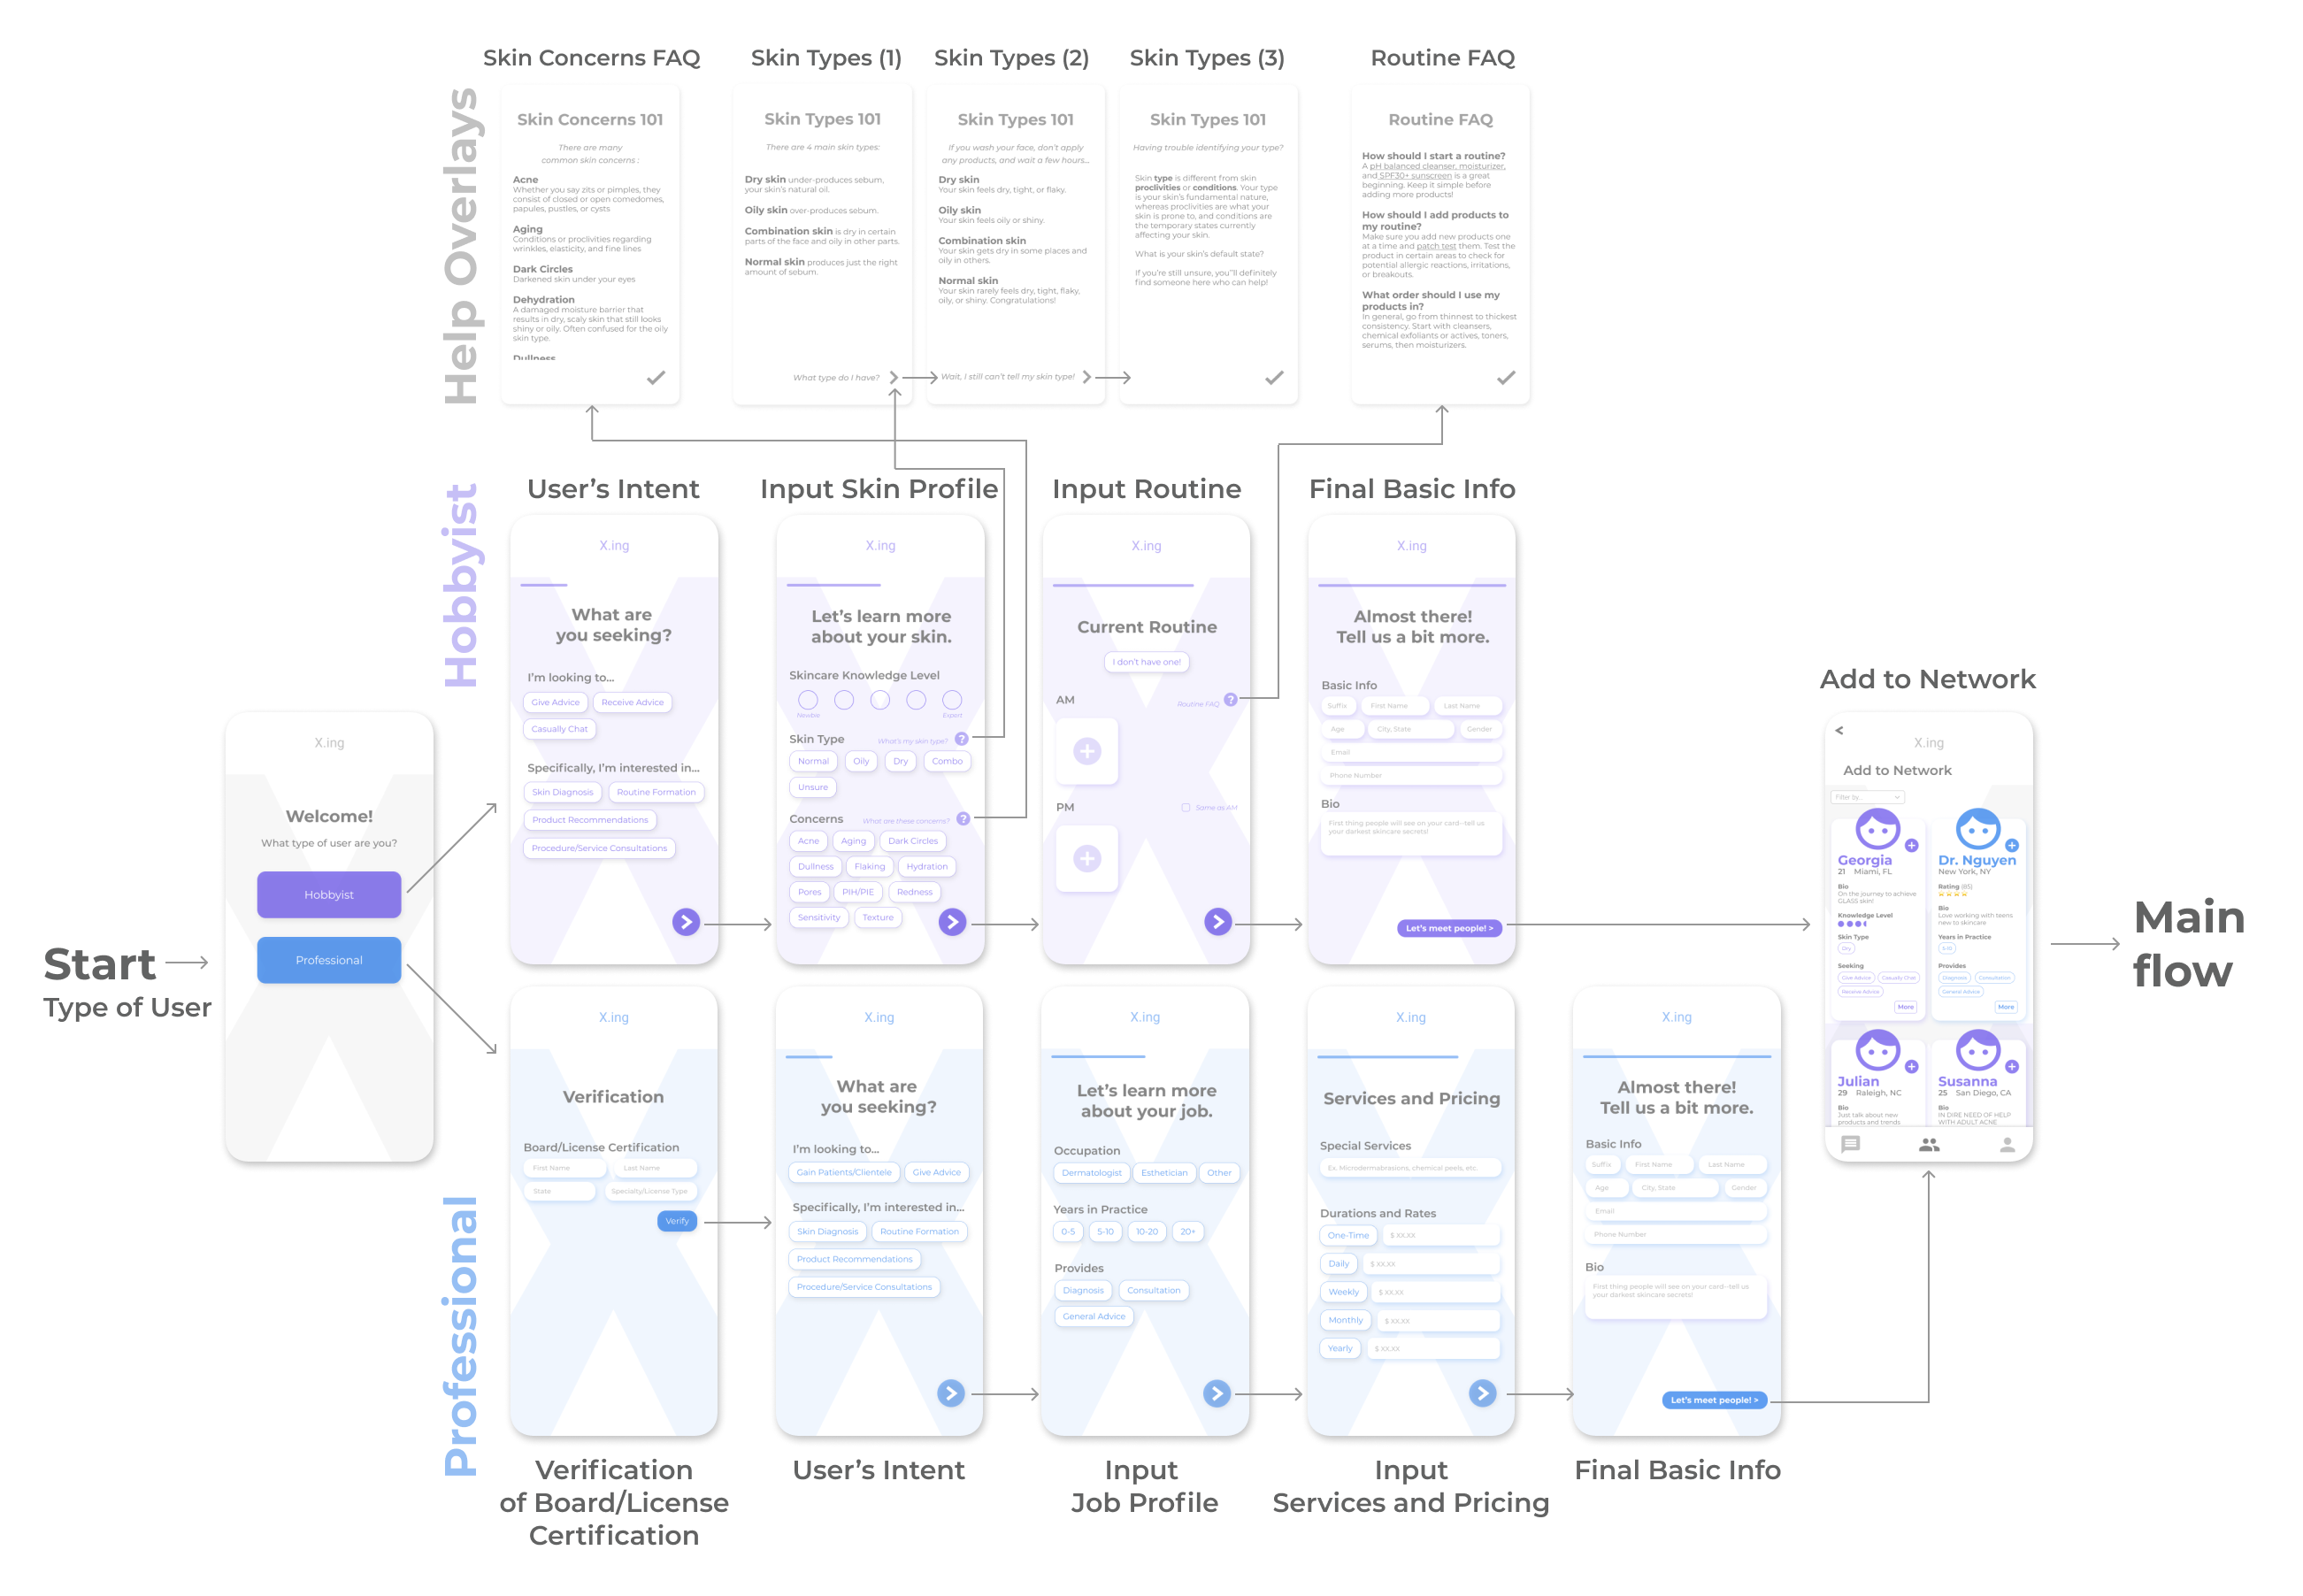 Skin Concerns FAQ
Skin Types (1)
Skin Types (2)
Skin Types (3)
Routine FAQ
Help Overlays
Skin Concerns 101
There are many
common skin concerns :
Acne
Whether you say zits or pimples, they
consist of closed or open comedomes,
papules, pustles, or cysts
Aging
Conditions or proclivities regarding
wrinkles, elasticity, and fine lines
Dark Circles
Darkened skin under your eyes
Dehydration
A damaged moisture barrier that
results in dry, scaly skin that still looks
shiny or oily. Often confused for the oily
skin type.
Dullness
Skin Types 101
There are 4 main skin types:
Dry skin under-produces sebum,
your skin's natural oil.
Oily skin over-produces sebum.
Combination skin is dry in certain
parts of the face and oily in other parts.
Normal skin produces just the right
amount of sebum.
What type do I have?
Skin Types 101
If you wash your face, don't apply
any products, and wait a few hours...
Dry skin
Your skin feels dry, tight, or flaky.
Oily skin
Your skin feels oily or shiny.
Combination skin
Your skin gets dry in some places and
oily in others.
Normal skin
Your skin rarely feels dry, tight, flaky,
oily, or shiny. Congratulations!
Wait, I still can't tell my skin type!
Skin Types 101
Having trouble identifying your type?
Skin type is different from skin
proclivities or conditions. Your type
is your skin's fundamental nature,
whereas proclivities are what your
skin is prone to, and conditions are
the temporary states currently
affecting your skin.
What is your skin's default state?
If you're still unsure, you''ll definitely
find someone here who can help!
Routine FAQ
How should I start a routine?
A pH balanced cleanser, moisturizer,
and SPF30+ sunscreen is a great
beginning. Keep it simple before
adding more products!
How should I add products to
my routine?
Make sure you add new products one
at a time and patch test them. Test the
product in certain areas to check for
potential allergic reactions, irritations,
or breakouts.
What order should I use my
products in?
In general, go from thinnest to thickest
consistency. Start with cleansers,
chemical exfoliants or actives, toners,
serums, then moisturizers.
Hobbyist
User's Intent
Input Skin Profile
Input Routine
Final Basic Info
X.ing
What are
you seeking?
I'm looking to...
Give Advice
Receive Advice
Casually Chat
Specifically, I'm interested in...
Skin Diagnosis
Routine Formation
Product Recommendations
Procedure/Service Consultations
X.ing
Let's learn more
about your skin.
Skincare Knowledge Level
Newbie
Expert
Skin Type
What's my skin type?
?
Normal
Oily
Dry
Combo
Unsure
Concerns
What are these concerns?
?
Acne
Aging
Dark Circles
Dullness
Flaking
Hydration
Pores
PIH/PIE
Redness
Sensitivity
Texture
X.ing
Current Routine
I don't have one!
AM
Routine FAQ
?
PM
Same as AM
X.ing
Almost there!
Tell us a bit more.
Basic Info
Suffix
First Name
Last Name
Age
City, State
Gender
Email
Phone Number
Bio
First thing people will see on your card--tell us
your darkest skincare secrets!
Let's meet people! >
Start
Type of User
X.ing
Welcome!
What type of user are you?
Hobbyist
Professional
Professional
X.ing
Verification
Board/License Certification
First Name
Last Name
State
Specialty/License Type
Verify
X.ing
What are
you seeking?
I'm looking to...
Gain Patients/Clientele
Give Advice
Specifically, I'm interested in...
Skin Diagnosis
Routine Formation
Product Recommendations
Procedure/Service Consultations
X.ing
Let's learn more
about your job.
Occupation
Dermatologist
Esthetician
Other
Years in Practice
0-5
5-10
10-20
20+
Provides
Diagnosis
Consultation
General Advice
X.ing
Services and Pricing
Special Services
Ex. Microdermabrasions, chemical peels, etc.
Durations and Rates
One-Time
$ XX.XX
Daily
$ XX.XX
Weekly
$ XX.XX
Monthly
$ XX.XX
Yearly
$ XX.XX
X.ing
Almost there!
Tell us a bit more.
Basic Info
Suffix
First Name
Last Name
Age
City, State
Gender
Email
Phone Number
Bio
First thing people will see on your card--tell us
your darkest skincare secrets!
Let's meet people! >
Verification
of Board/License
Certification
User's Intent
Input
Job Profile
Input
Services and Pricing
Final Basic Info
Add to Network
X.ing
Add to Network
Filter by...
Georgia
21 Miami, FL
Bio
On the journey to achieve
GLASS skin!
Knowledge Level
Skin Type
Dry
Seeking
Give Advice
Casually Chat
Receive Advice
More
Dr. Nguyen
New York, NY
Rating (65)
Bio
Love working with teens
new to skincare
Years in Practice
5-10
Provides
Diagnosis
Consultation
General Advice
More
Julian
29 Raleigh, NC
Bio
Just talk about new
products and trends
Susanna
25 San Diego, CA
Bio
IN DIRE NEED OF HELP
WITH ADULT ACNE
Main
flow